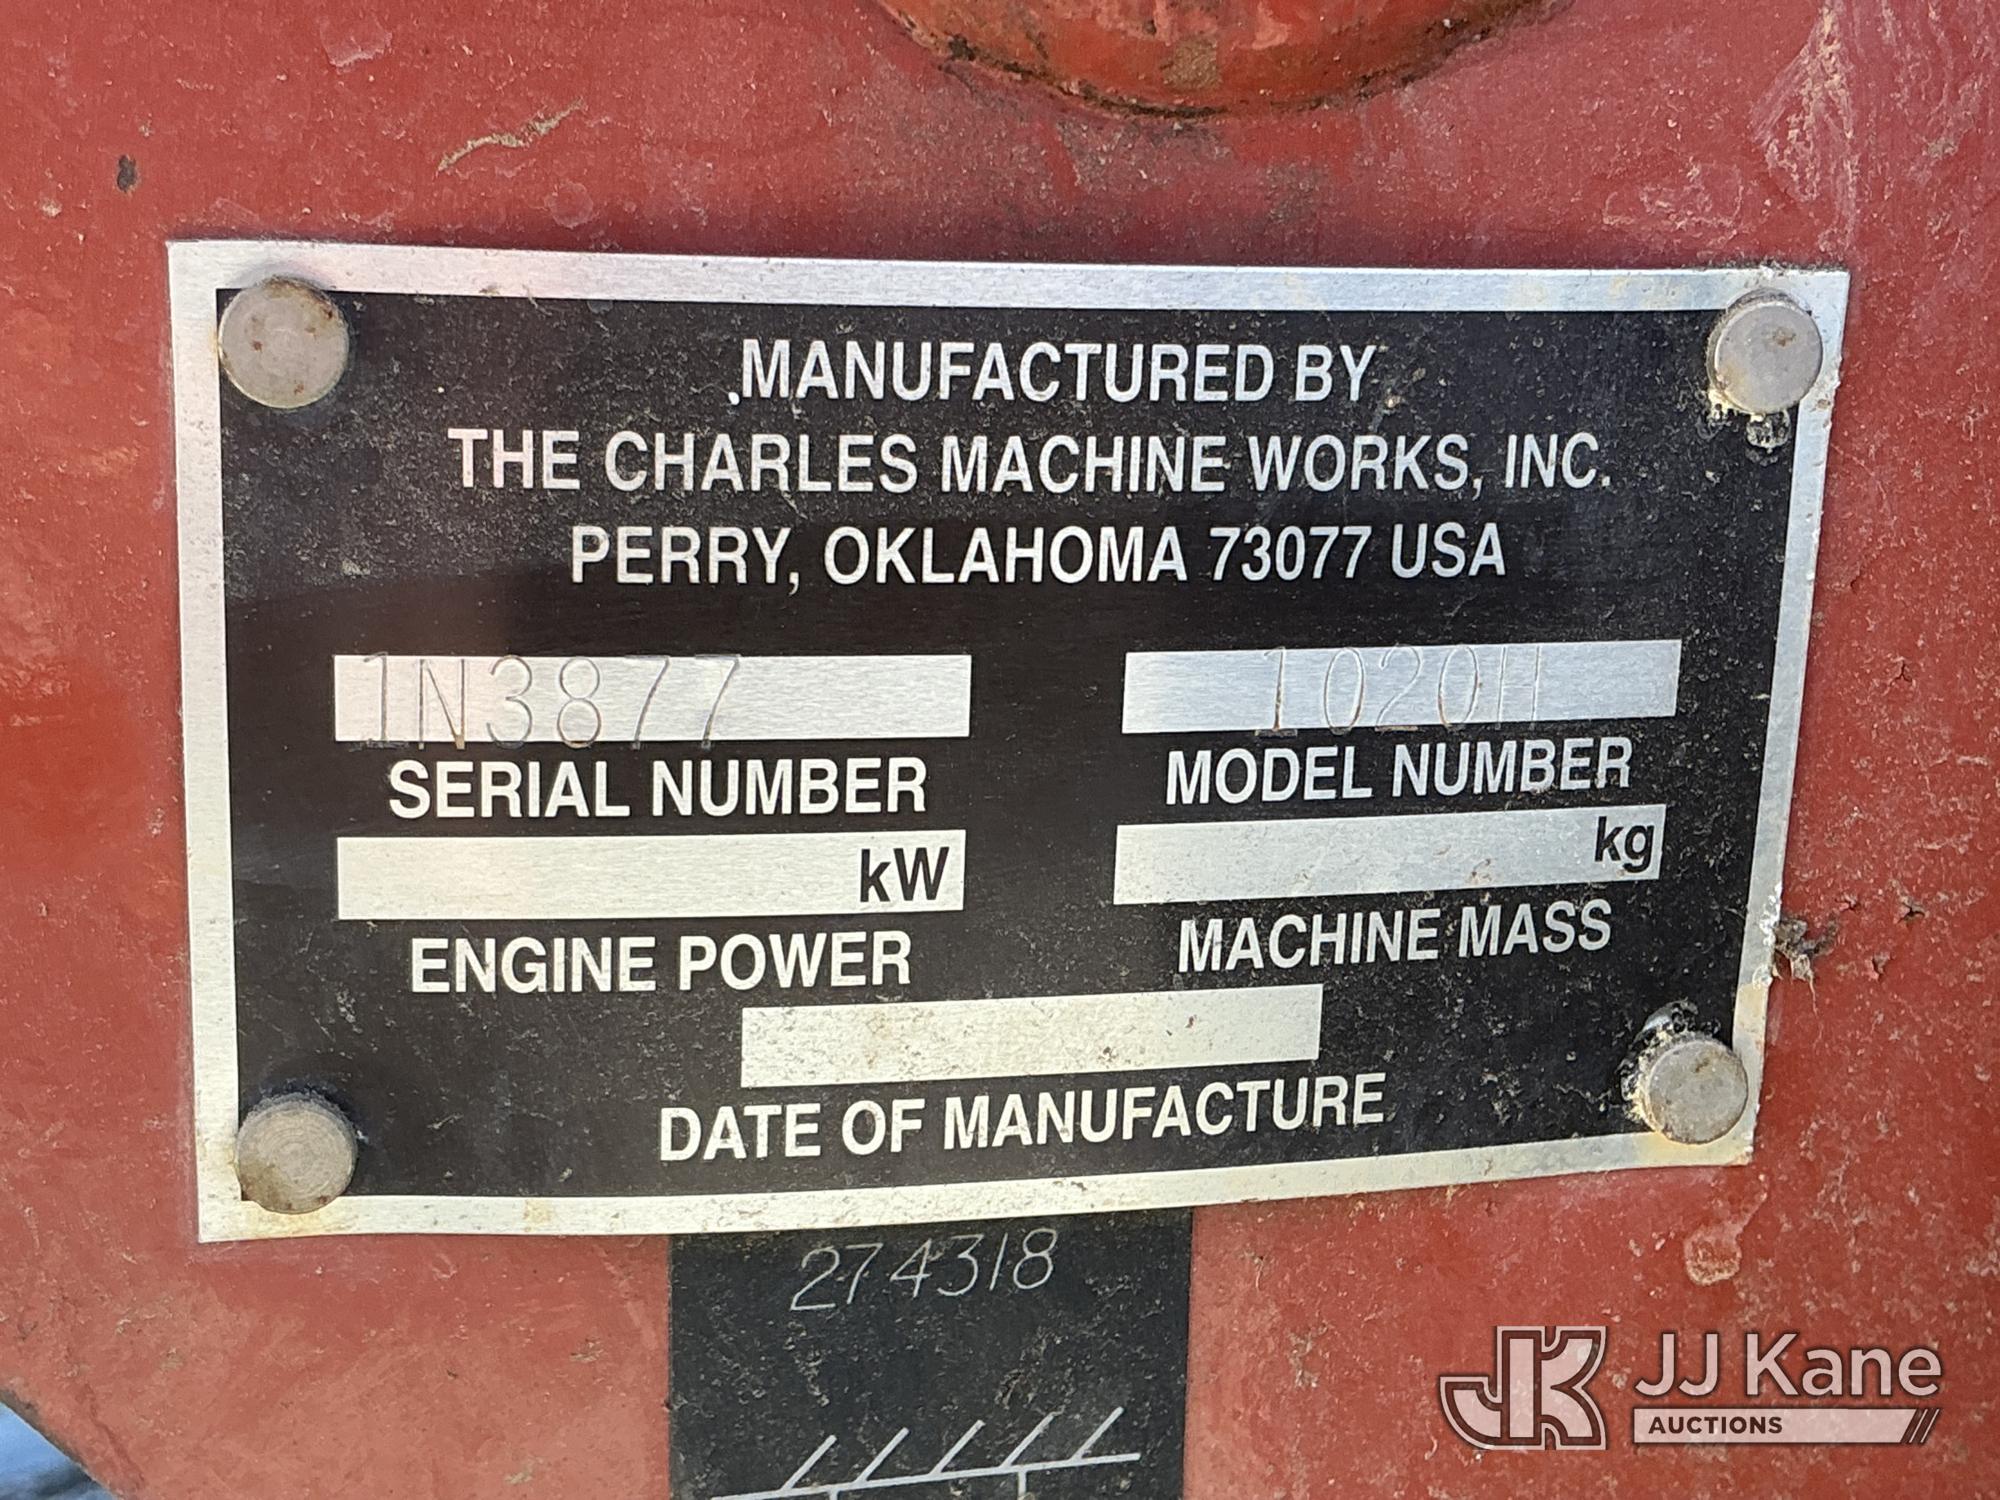 MANUFACTURED BY
THE CHARLES MACHINE WORKS, INC.
PERRY, OKLAHOMA 73077 USA
1N3877 1020H
SERIAL NUMBER MODEL NUMBER
kW kg
ENGINE POWER MACHINE MASS
DATE OF MANUFACTURE
274318
JK JJ Kane
AUCTIONS